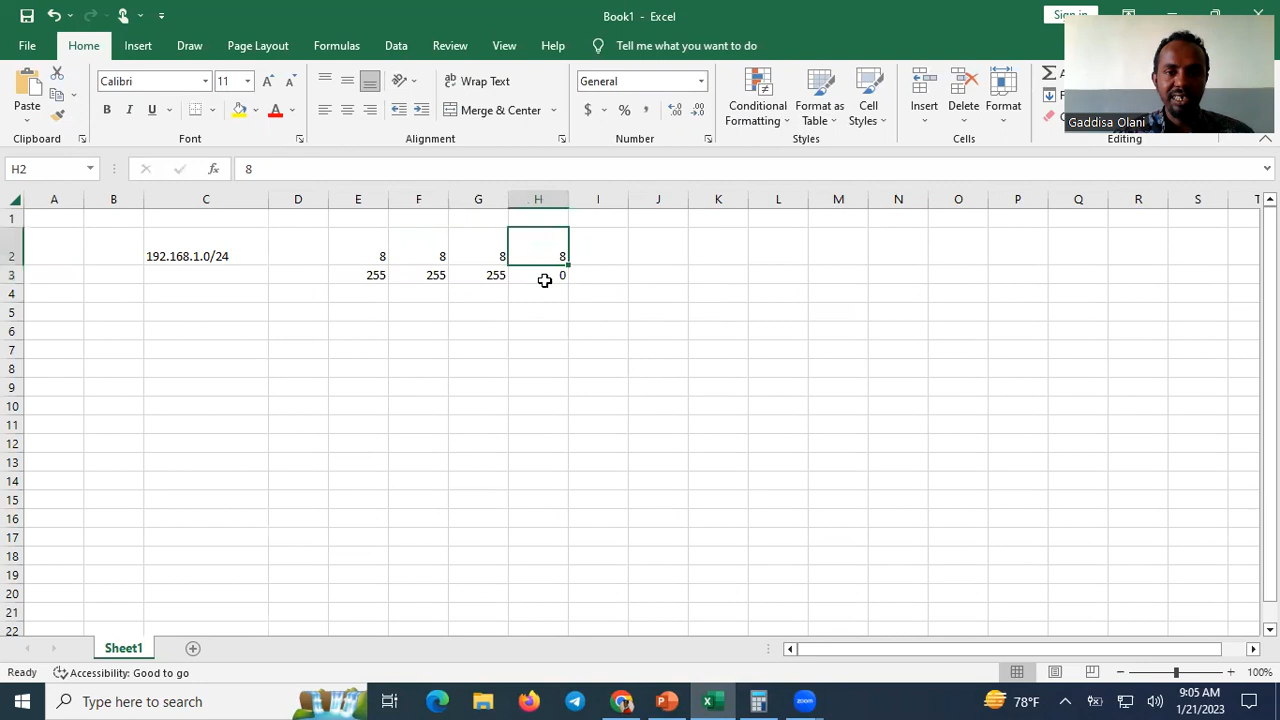 Book1 - Excel
Sign in
File Home Insert Draw Page Layout Formulas Data Review View Help Tell me what you want to do
Calibri 11 Wrap Text General
Paste Merge & Center Conditional Formatting Format as Table Cell Styles Insert Delete Format
Clipboard Font Alignment Number Styles Cells Editing
Gaddisa Olani
H2 fx 8
A B C D E F G H I J K L M N O P Q R S T
1
2 192.168.1.0/24 8 8 8 8
3 255 255 255 0
4
5
6
7
8
9
10
11
12
13
14
15
16
17
18
19
20
21
22
Sheet1
Ready Accessibility: Good to go 100%
Type here to search 78°F 9:05 AM
1/21/2023